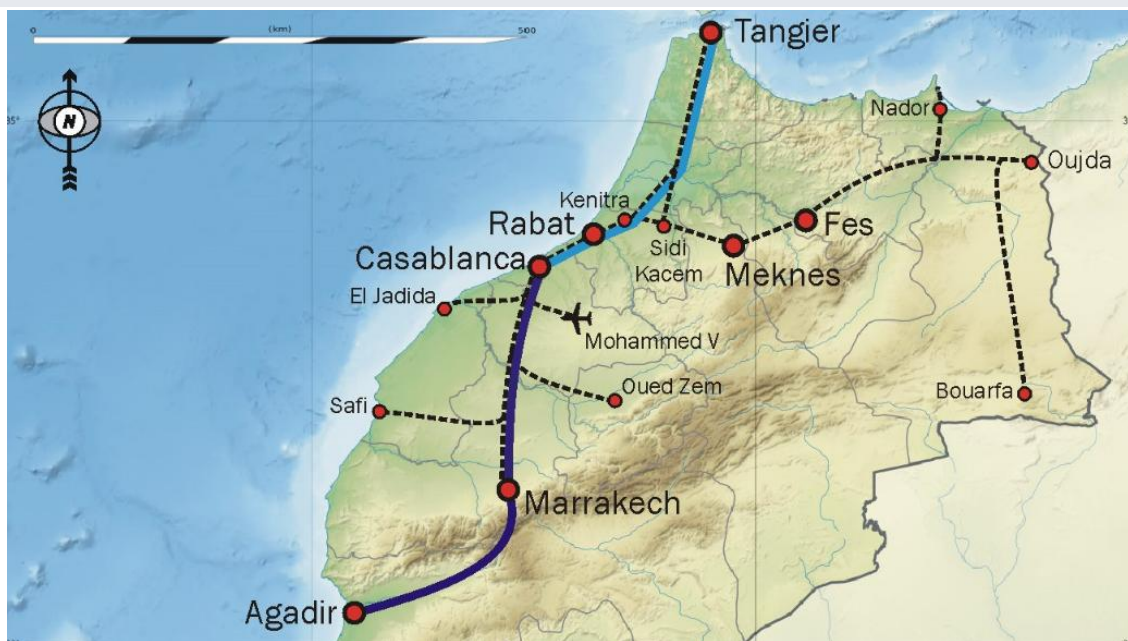 (km)
0
500
Tangier
N
35°
Nador
Oujda
Kenitra
Rabat
Fes
Sidi
Kacem
Meknes
Casablanca
El Jadida
Mohammed V
Oued Zem
Bouarfa
Safi
Marrakech
Agadir